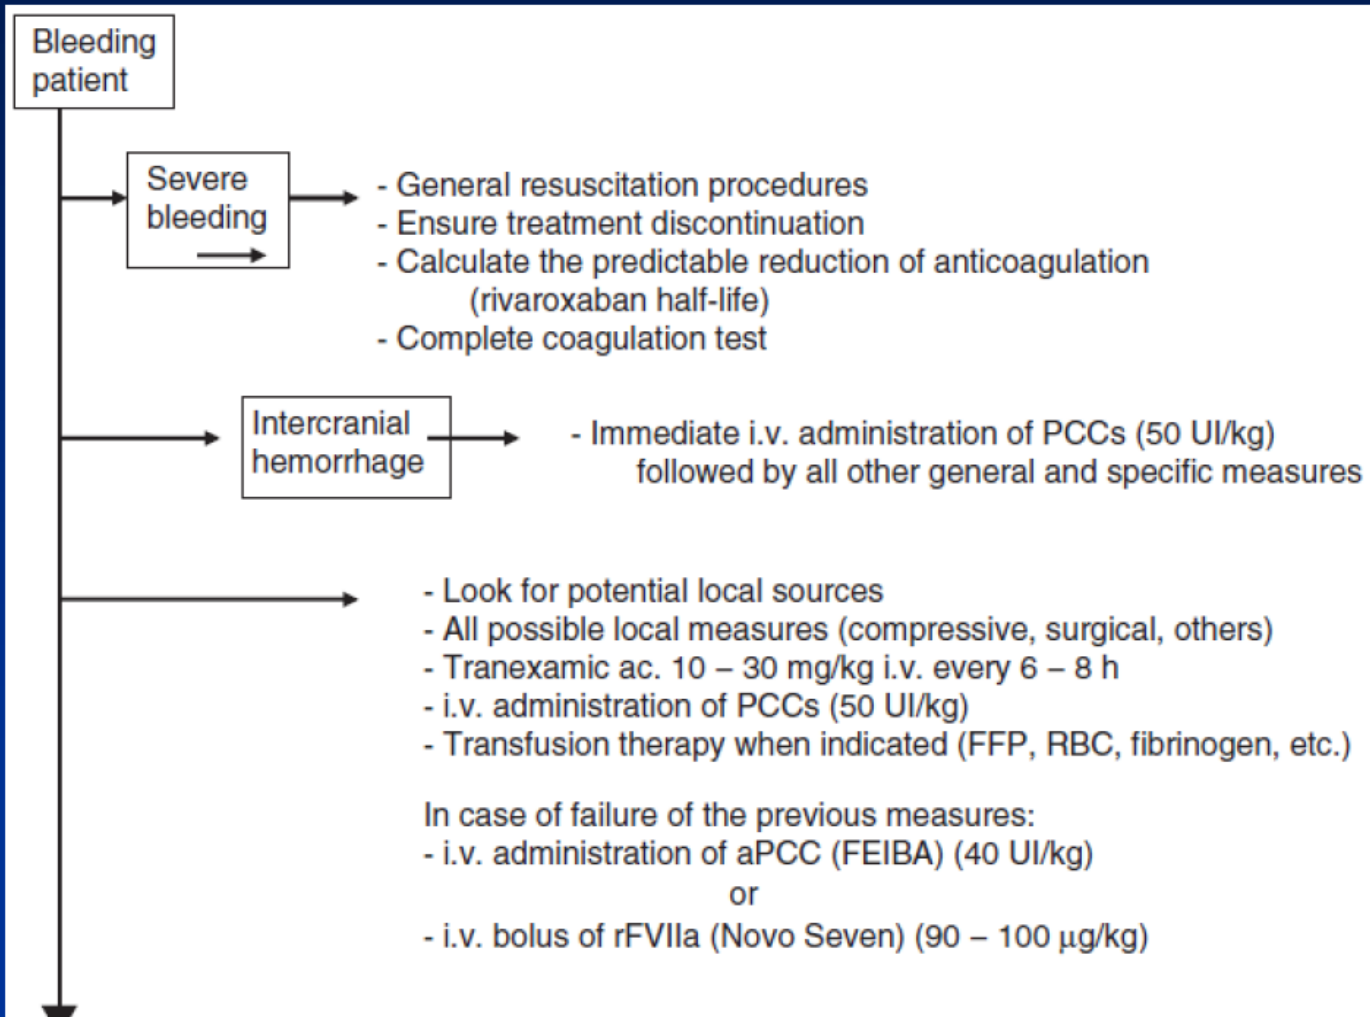 Bleeding
patient
Severe
bleeding
- General resuscitation procedures
- Ensure treatment discontinuation
- Calculate the predictable reduction of anticoagulation
(rivaroxaban half-life)
- Complete coagulation test
Intercranial
hemorrhage
- Immediate i.v. administration of PCCs (50 UI/kg)
followed by all other general and specific measures
- Look for potential local sources
- All possible local measures (compressive, surgical, others)
- Tranexamic ac. 10 – 30 mg/kg i.v. every 6 – 8 h
- i.v. administration of PCCs (50 UI/kg)
- Transfusion therapy when indicated (FFP, RBC, fibrinogen, etc.)
In case of failure of the previous measures:
- i.v. administration of aPCC (FEIBA) (40 UI/kg)
or
- i.v. bolus of rFVIIa (Novo Seven) (90 – 100 μg/kg)